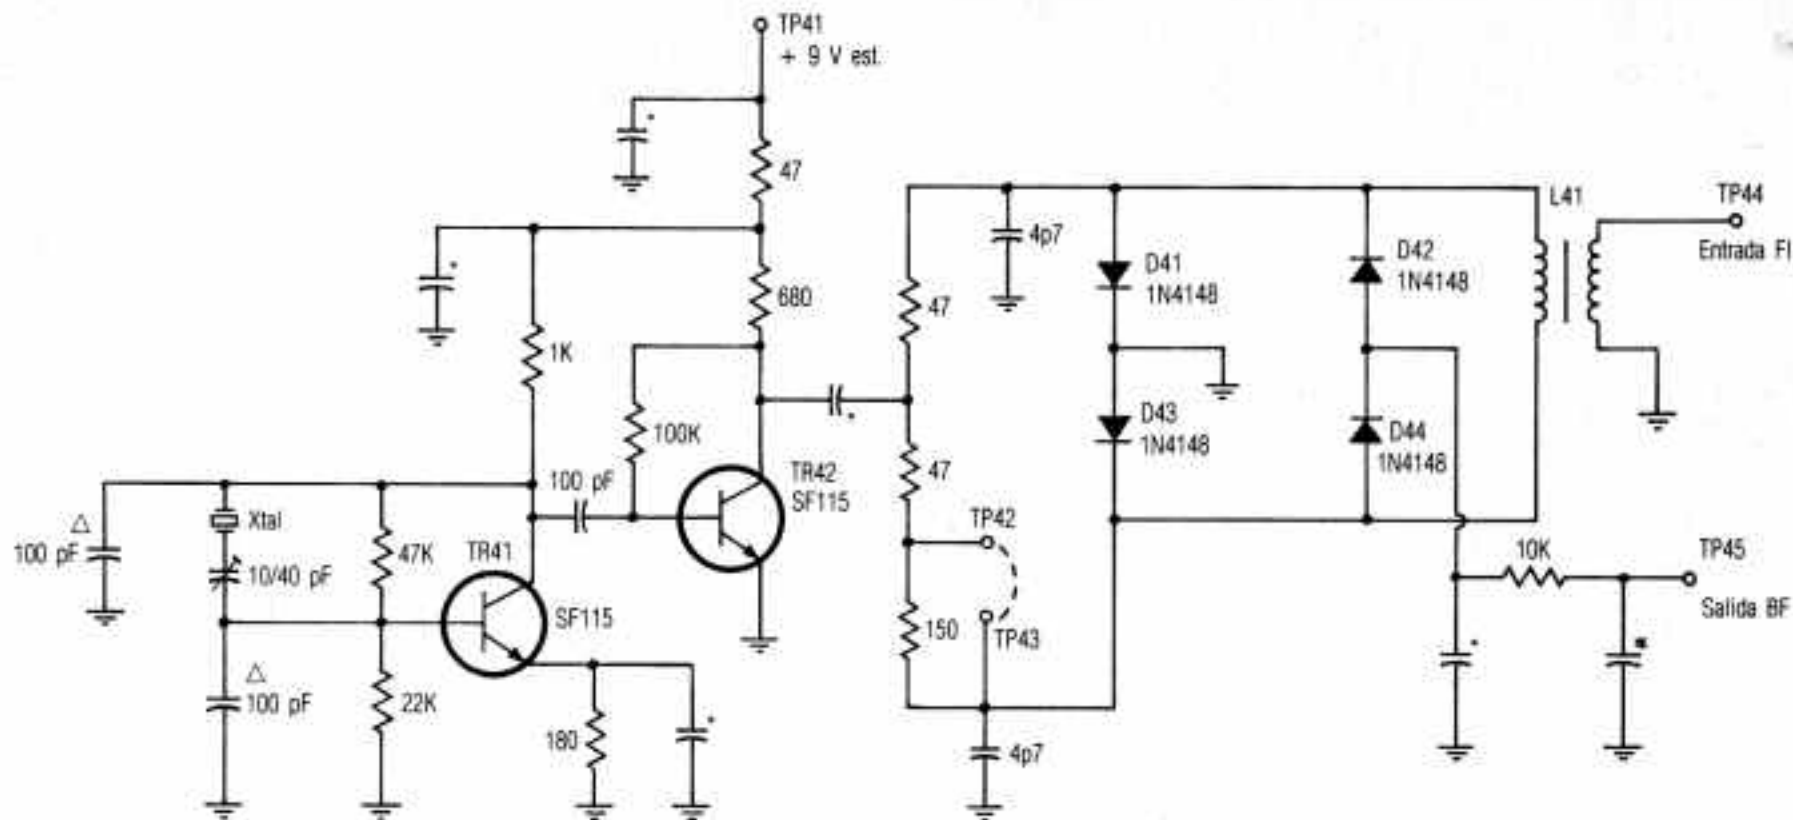 TP41
+ 9 V est.
47
680
1K
100K
100 pF
TR42
SF115
△
100 pF
Xtal
10/40 pF
47K
TR41
SF115
△
100 pF
22K
180
47
47
150
TP42
TP43
4p7
4p7
D41
1N4148
D42
1N4148
D43
1N4148
D44
1N4148
L41
TP44
Entrada FI
10K
TP45
Salida BF